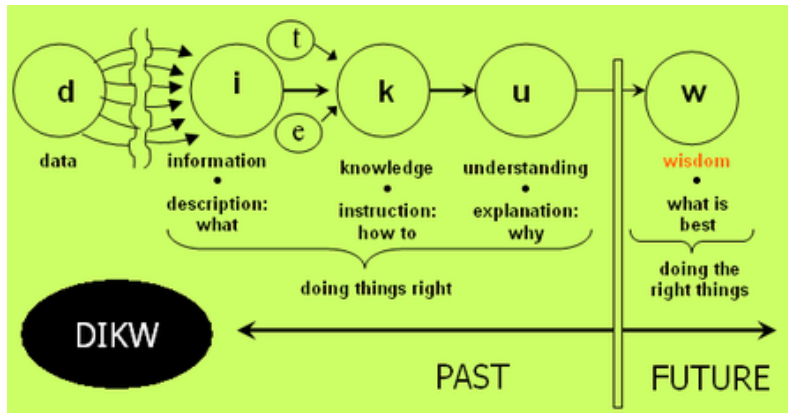 d
i
t
e
k
u
w
data
information
description:
what
knowledge
instruction:
how to
understanding
explanation:
why
wisdom
what is
best
doing things right
doing the
right things
DIKW
PAST
FUTURE